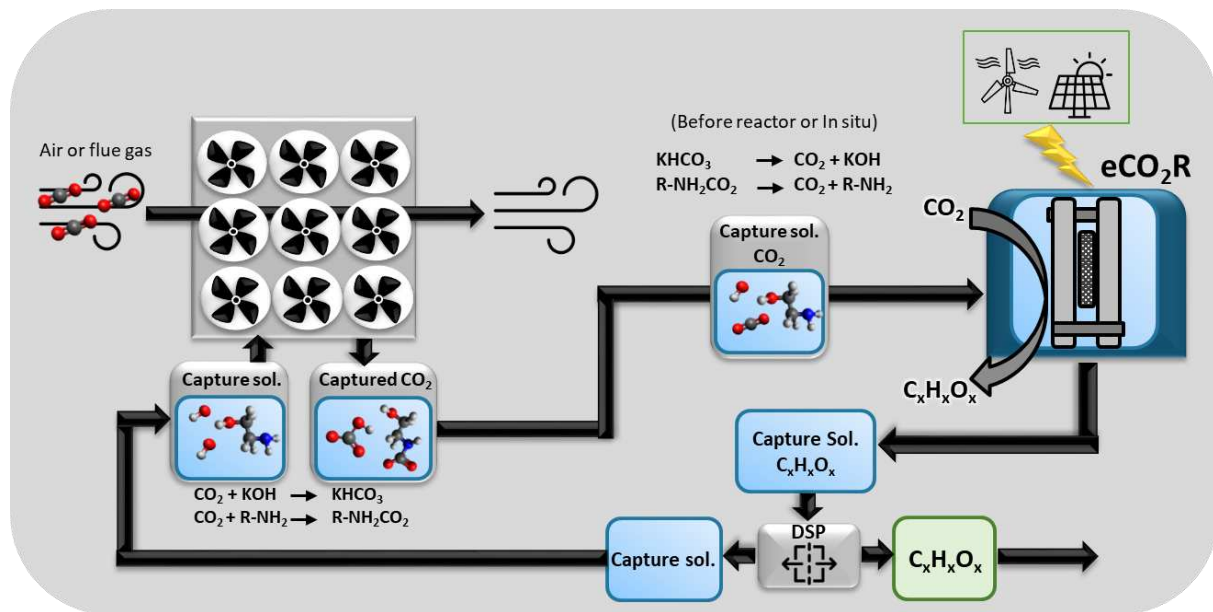 Air or flue gas
(Before reactor or In situ)
KHCO₃ → CO₂ + KOH
R-NH₂CO₂ → CO₂ + R-NH₂
eCO₂R
CO₂
Capture sol.
CO₂
CₓHₓOₓ
Capture sol.
Captured CO₂
CO₂ + KOH → KHCO₃
CO₂ + R-NH₂ → R-NH₂CO₂
Capture Sol.
CₓHₓOₓ
DSP
Capture sol.
CₓHₓOₓ